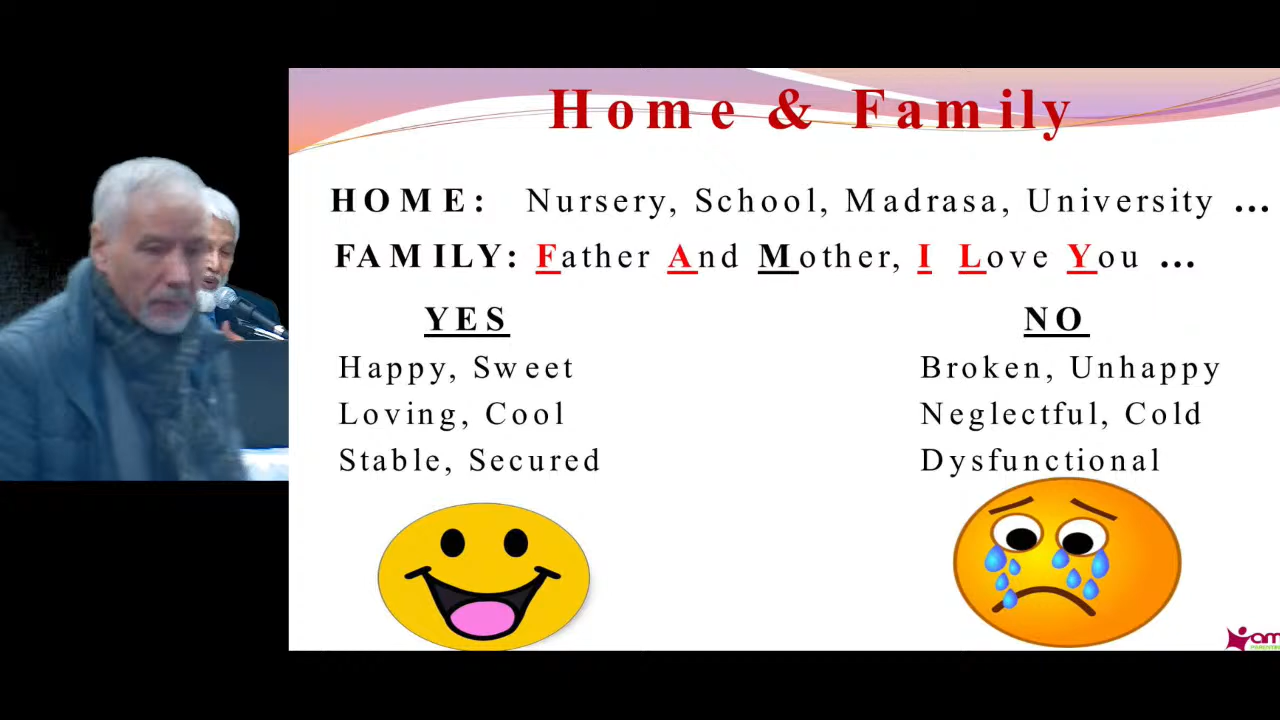 Home & Family
HOME: Nursery, School, Madrasa, University ...
FAMILY: Father And Mother, I Love You ...
YES
NO
Happy, Sweet
Broken, Unhappy
Loving, Cool
Neglectful, Cold
Stable, Secured
Dysfunctional
am